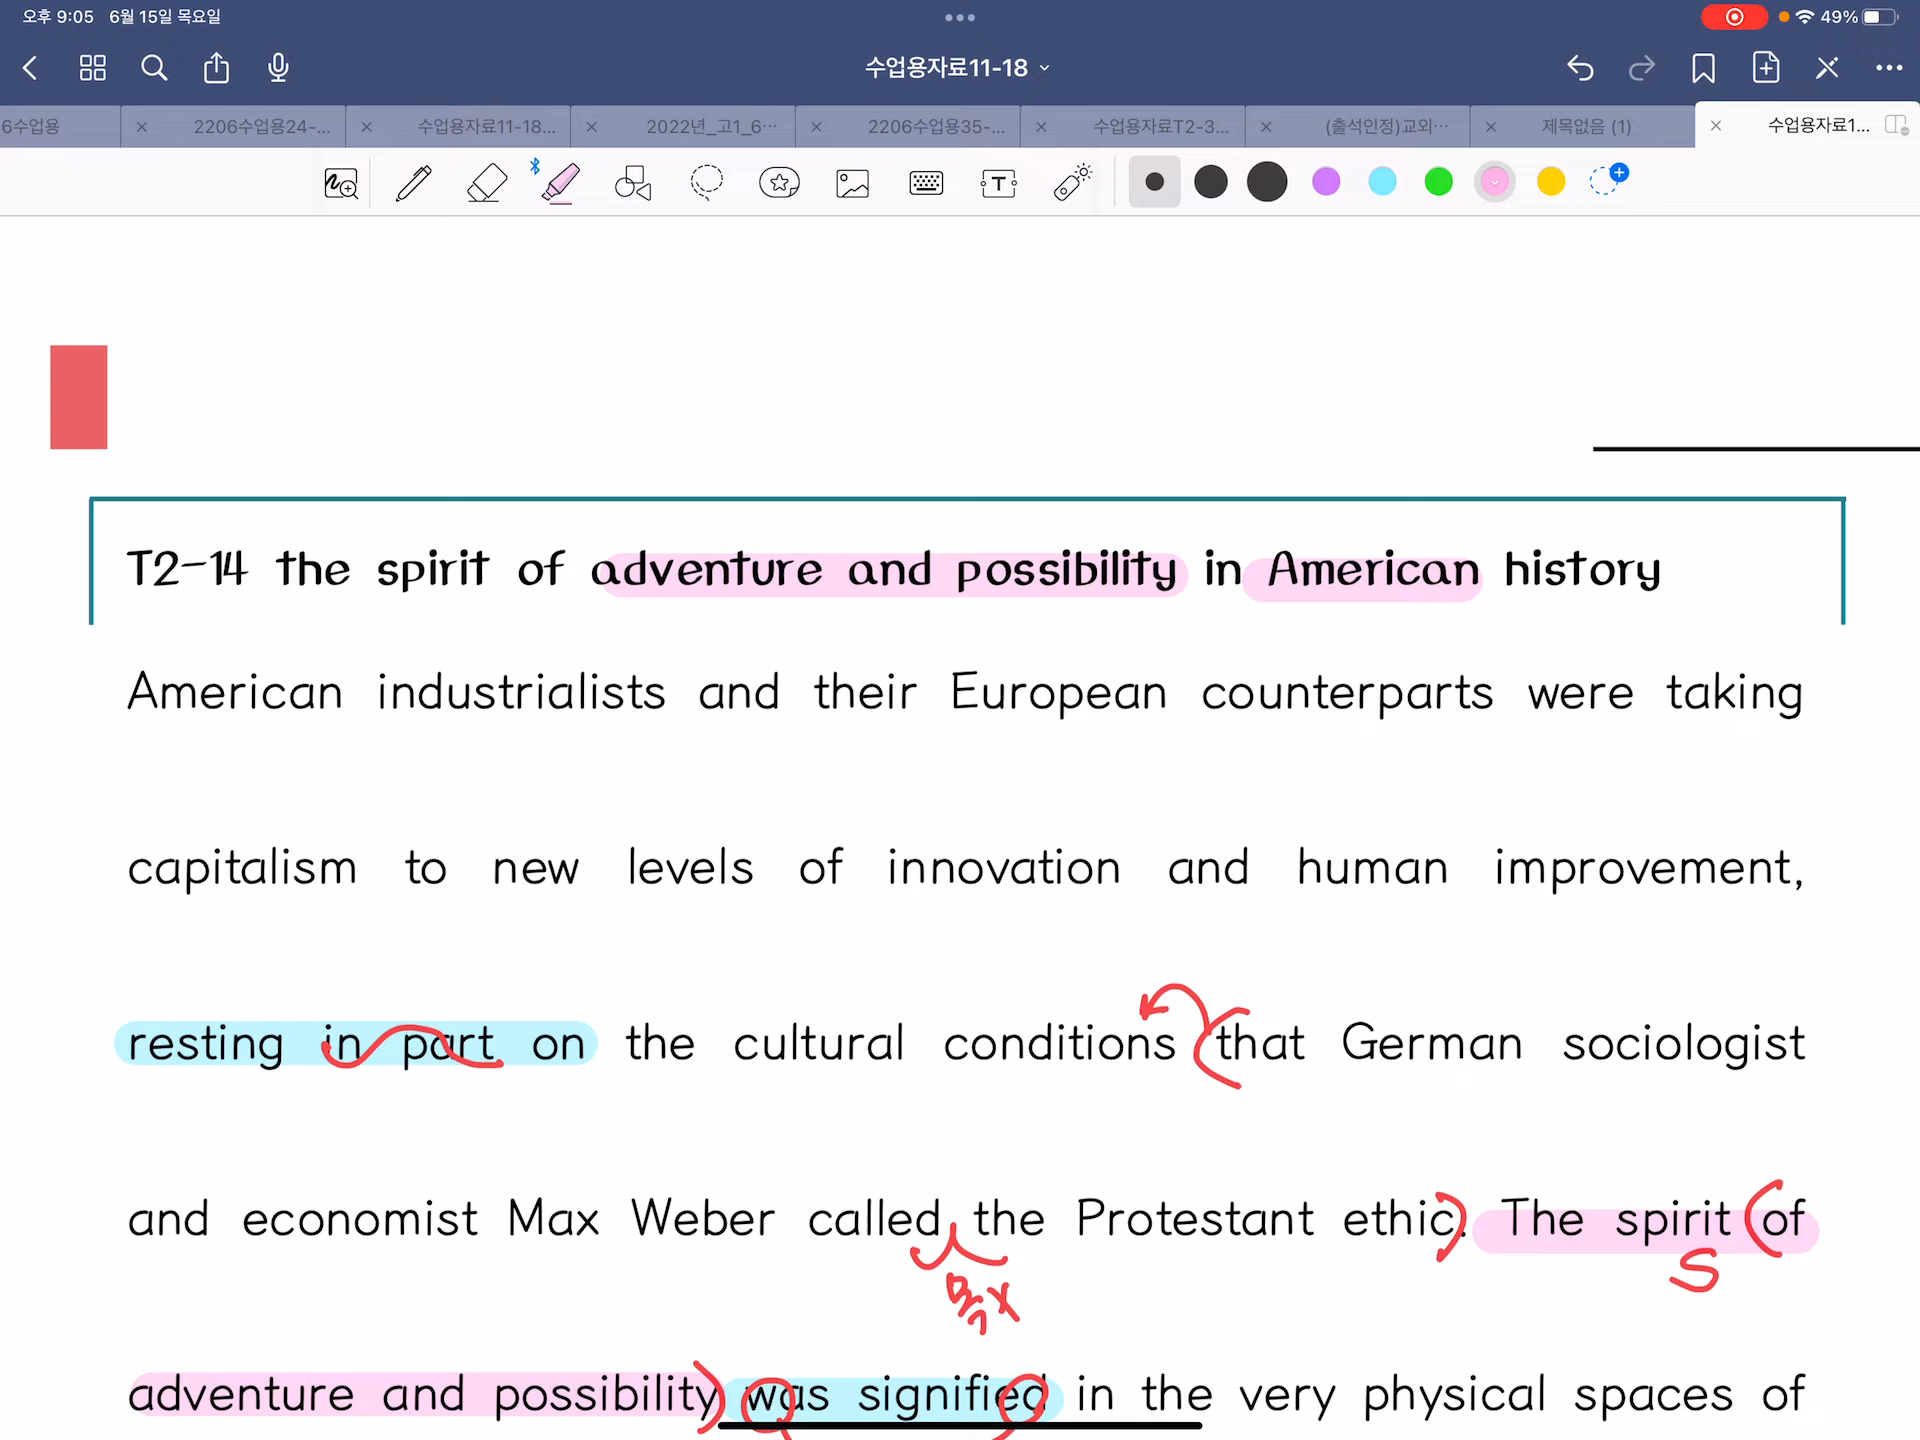 오후 9:05 6월 15일 목요일
49%
수업용자료11-18
6수업용
2206수업용24-...
수업용자료11-18...
2022년_고1_6...
2206수업용35-...
수업용자료T2-3...
(출석인정)교외...
제목없음 (1)
수업용자료1...
T2-14 the spirit of adventure and possibility in American history
American industrialists and their European counterparts were taking
capitalism to new levels of innovation and human improvement,
resting in part on the cultural conditions that German sociologist
and economist Max Weber called the Protestant ethic. The spirit of
S
목X
adventure and possibility was signified in the very physical spaces of